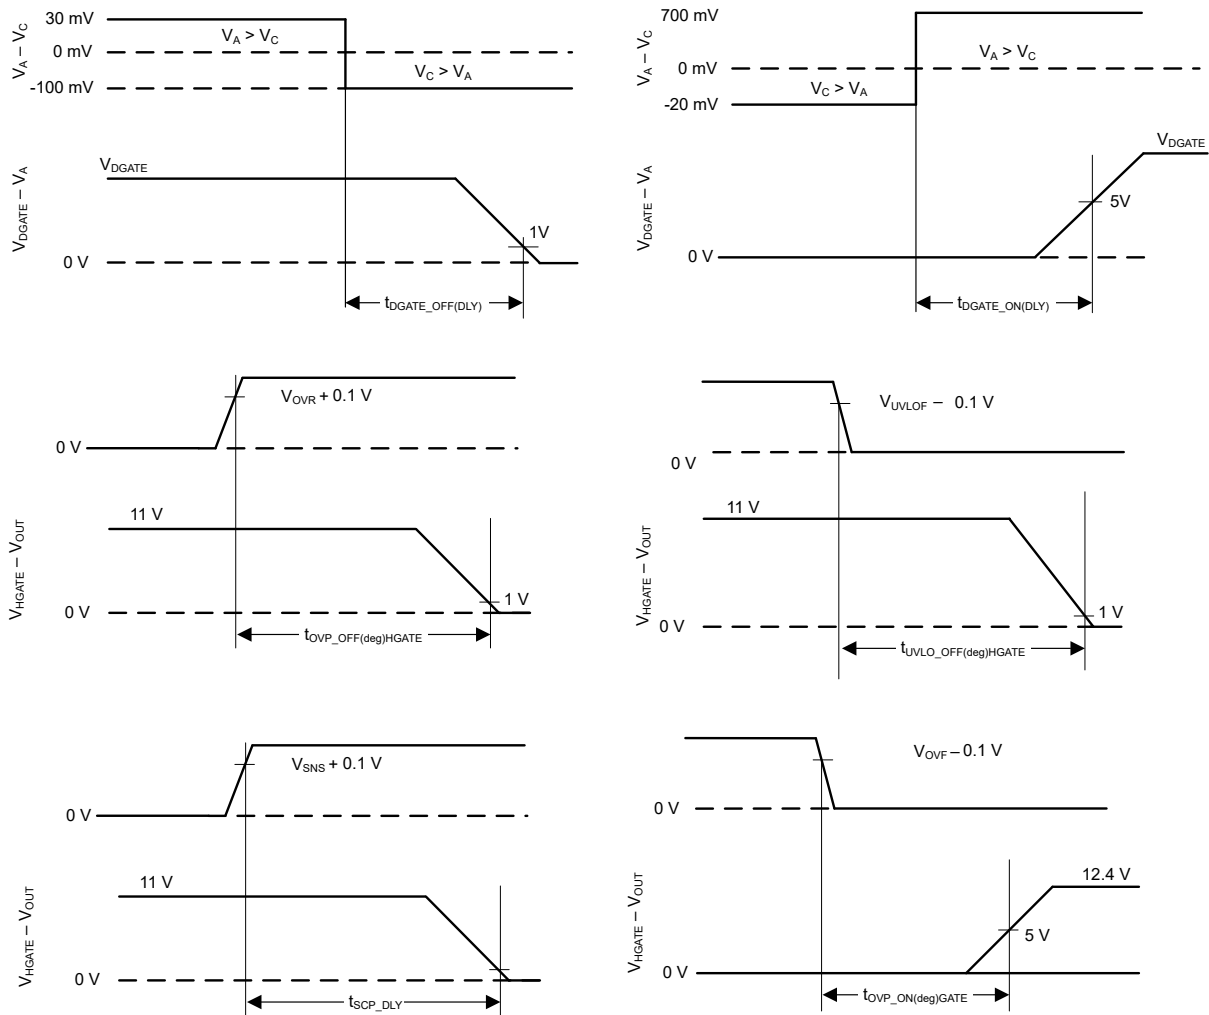 30 mV
V_A – V_C
V_A > V_C
0 mV
V_C > V_A
-100 mV
V_DGATE
V_DGATE – V_A
1V
0 V
t_DGATE_OFF(DLY)
700 mV
V_A – V_C
V_A > V_C
0 mV
V_C > V_A
-20 mV
V_DGATE
V_DGATE – V_A
5V
0 V
t_DGATE_ON(DLY)
V_OVR + 0.1 V
0 V
11 V
V_HGATE – V_OUT
1 V
0 V
t_OVP_OFF(deg)HGATE
V_UVLOF – 0.1 V
0 V
11 V
V_HGATE – V_OUT
1 V
0 V
t_UVLO_OFF(deg)HGATE
V_SNS + 0.1 V
0 V
11 V
V_HGATE – V_OUT
0 V
t_SCP_DLY
V_OVF – 0.1 V
0 V
12.4 V
V_HGATE – V_OUT
5 V
0 V
t_OVP_ON(deg)GATE